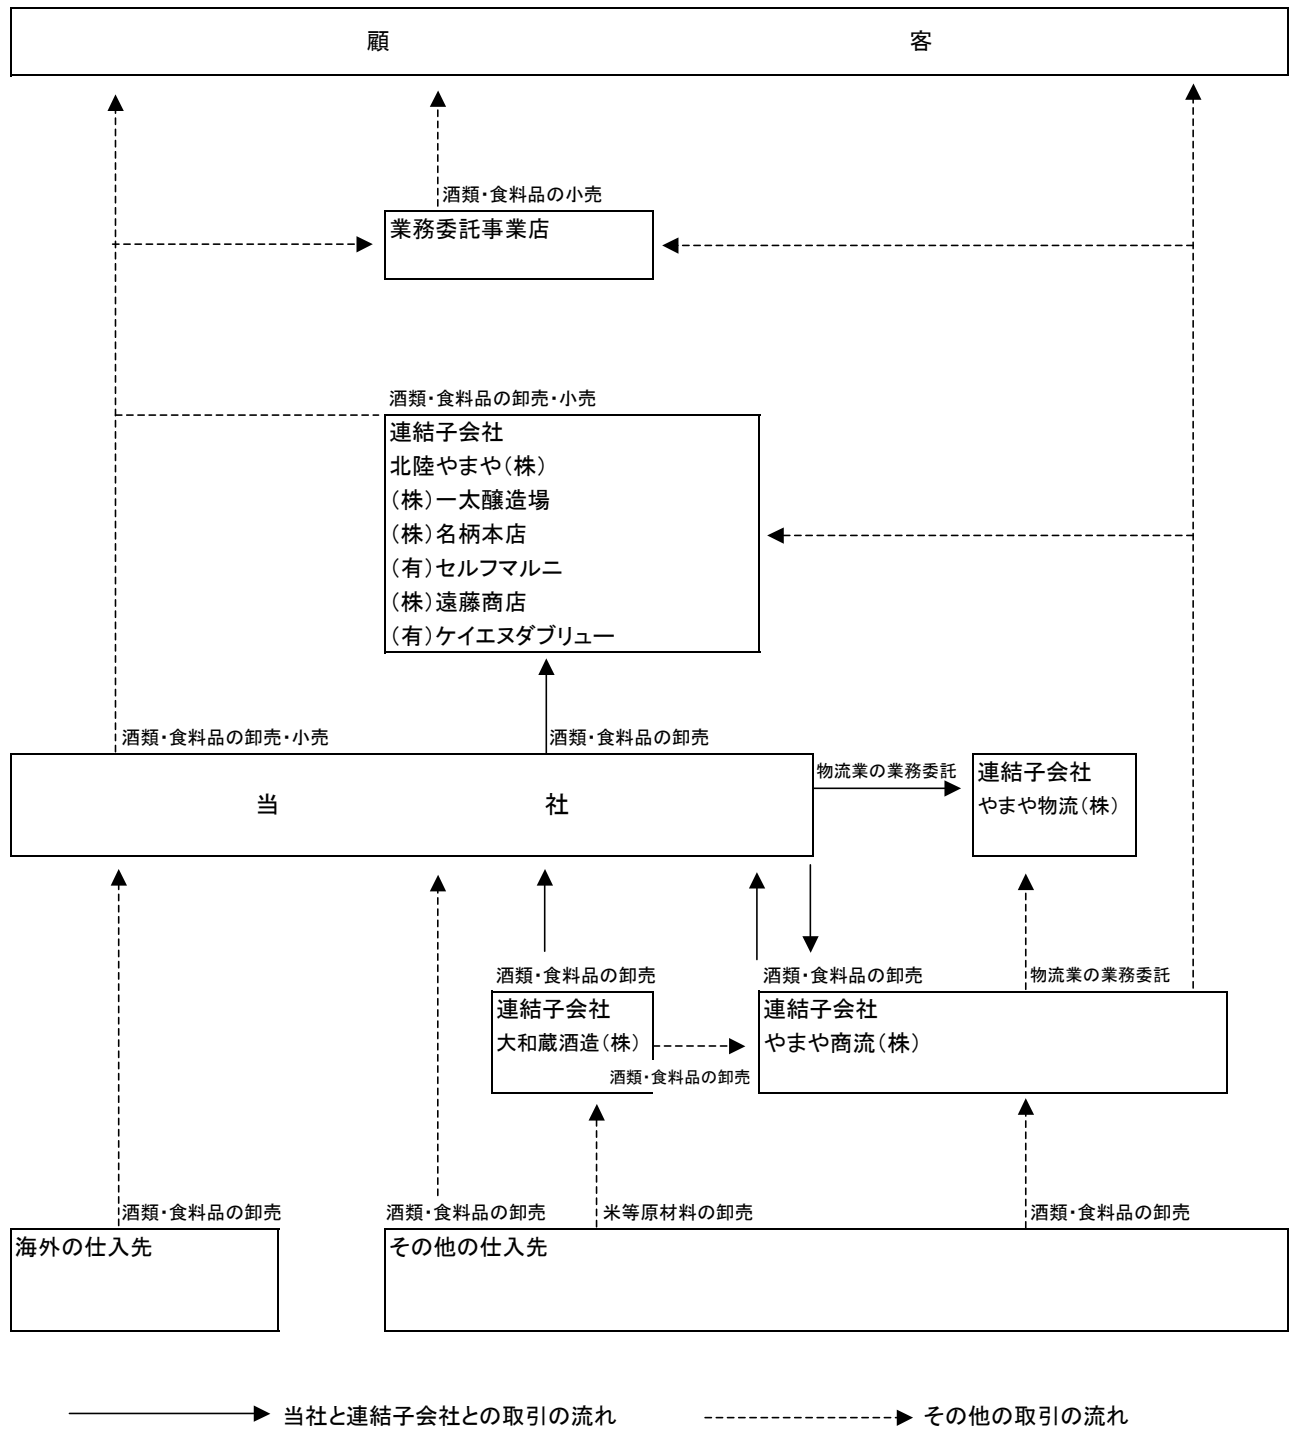 顧客
酒類・食料品の小売
業務委託事業店
酒類・食料品の卸売・小売
連結子会社
北陸やまや（株）
（株）一太醸造場
（株）名柄本店
（有）セルフマルニ
（株）遠藤商店
（有）ケイエヌダブリュー
酒類・食料品の卸売・小売
酒類・食料品の卸売
当社
物流業の業務委託
連結子会社
やまや物流（株）
酒類・食料品の卸売
連結子会社
大和蔵酒造（株）
酒類・食料品の卸売
酒類・食料品の卸売
物流業の業務委託
連結子会社
やまや商流（株）
酒類・食料品の卸売
海外の仕入先
酒類・食料品の卸売
米等原材料の卸売
酒類・食料品の卸売
その他の仕入先
当社と連結子会社との取引の流れ
その他の取引の流れ